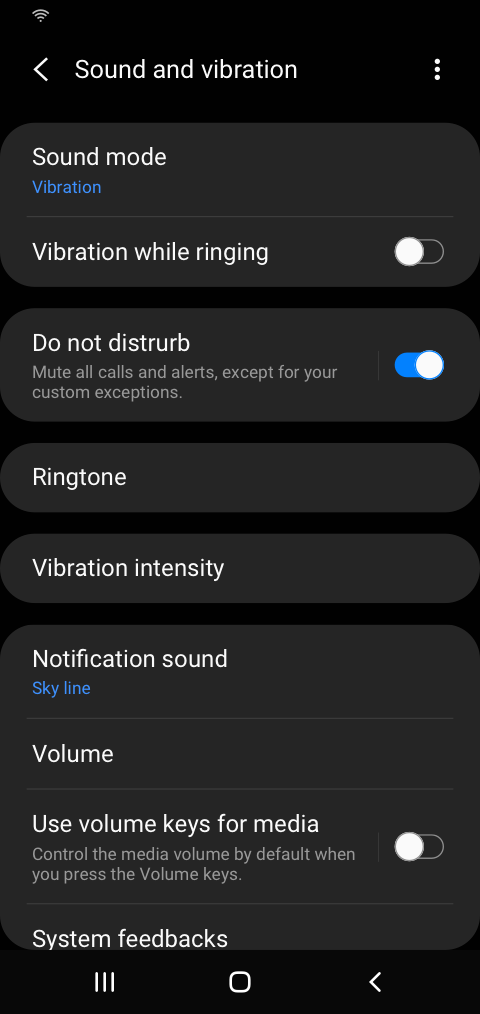 Sound and vibration
Sound mode
Vibration
Vibration while ringing
Do not distrurb
Mute all calls and alerts, except for your
custom exceptions.
Ringtone
Vibration intensity
Notification sound
Sky line
Volume
Use volume keys for media
Control the media volume by default when
you press the Volume keys.
System feedbacks